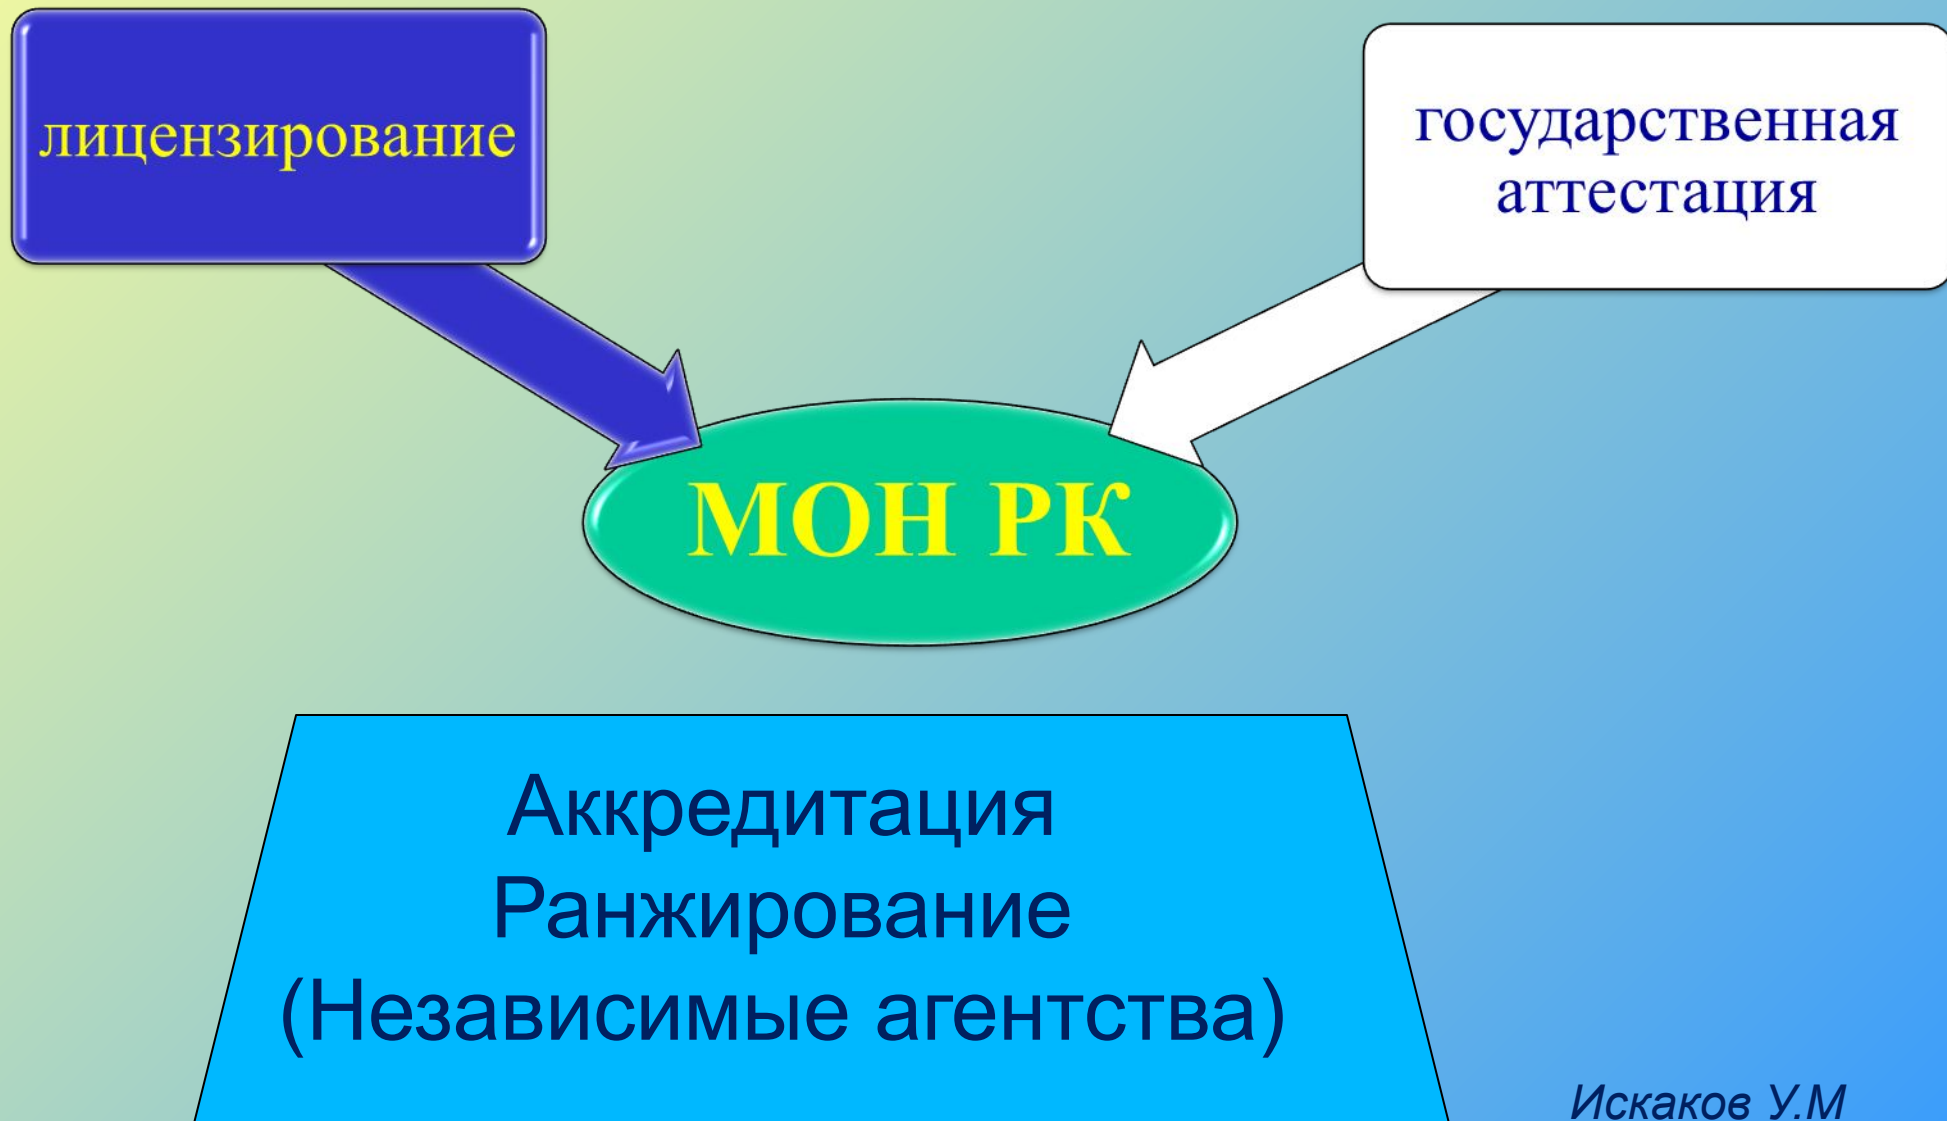 лицензирование
государственная
аттестация
МОН РК
Аккредитация
Ранжирование
(Независимые агентства)
Искаков У.М